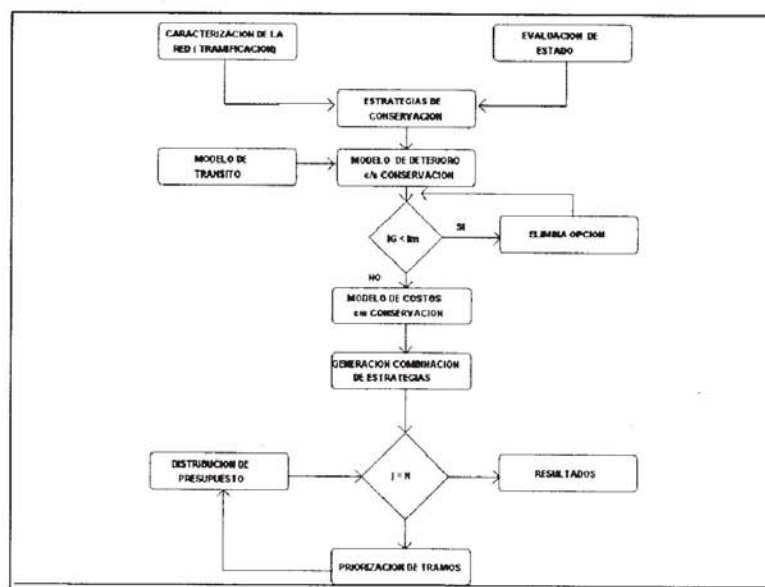 CARACTERIZACION DE LA
RED ( TRAMIFICACION)
EVALUACION DE
ESTADO
ESTRATEGIAS DE
CONSERVACION
MODELO DE
TRANSITO
MODELO DE DETERIORO
c/s CONSERVACION
IG < Im
SI
ELIMINA OPCION
NO
MODELO DE COSTOS
CONSERVACION
GENERACION COMBINACION
DE ESTRATEGIAS
DISTRIBUCION DE
PRESUPUESTO
J = N
RESULTADOS
PRIORIZACION DE TRAMOS